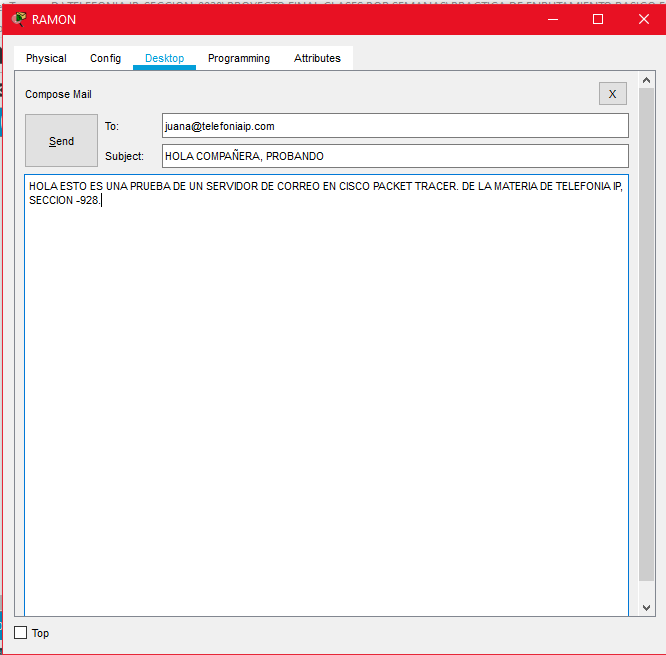 RAMON
Physical Config Desktop Programming Attributes
Compose Mail
X
Send
To: juana@telefoniaip.com
Subject: HOLA COMPAÑERA, PROBANDO
HOLA ESTO ES UNA PRUEBA DE UN SERVIDOR DE CORREO EN CISCO PACKET TRACER. DE LA MATERIA DE TELEFONIA IP,
SECCION -928.
Top